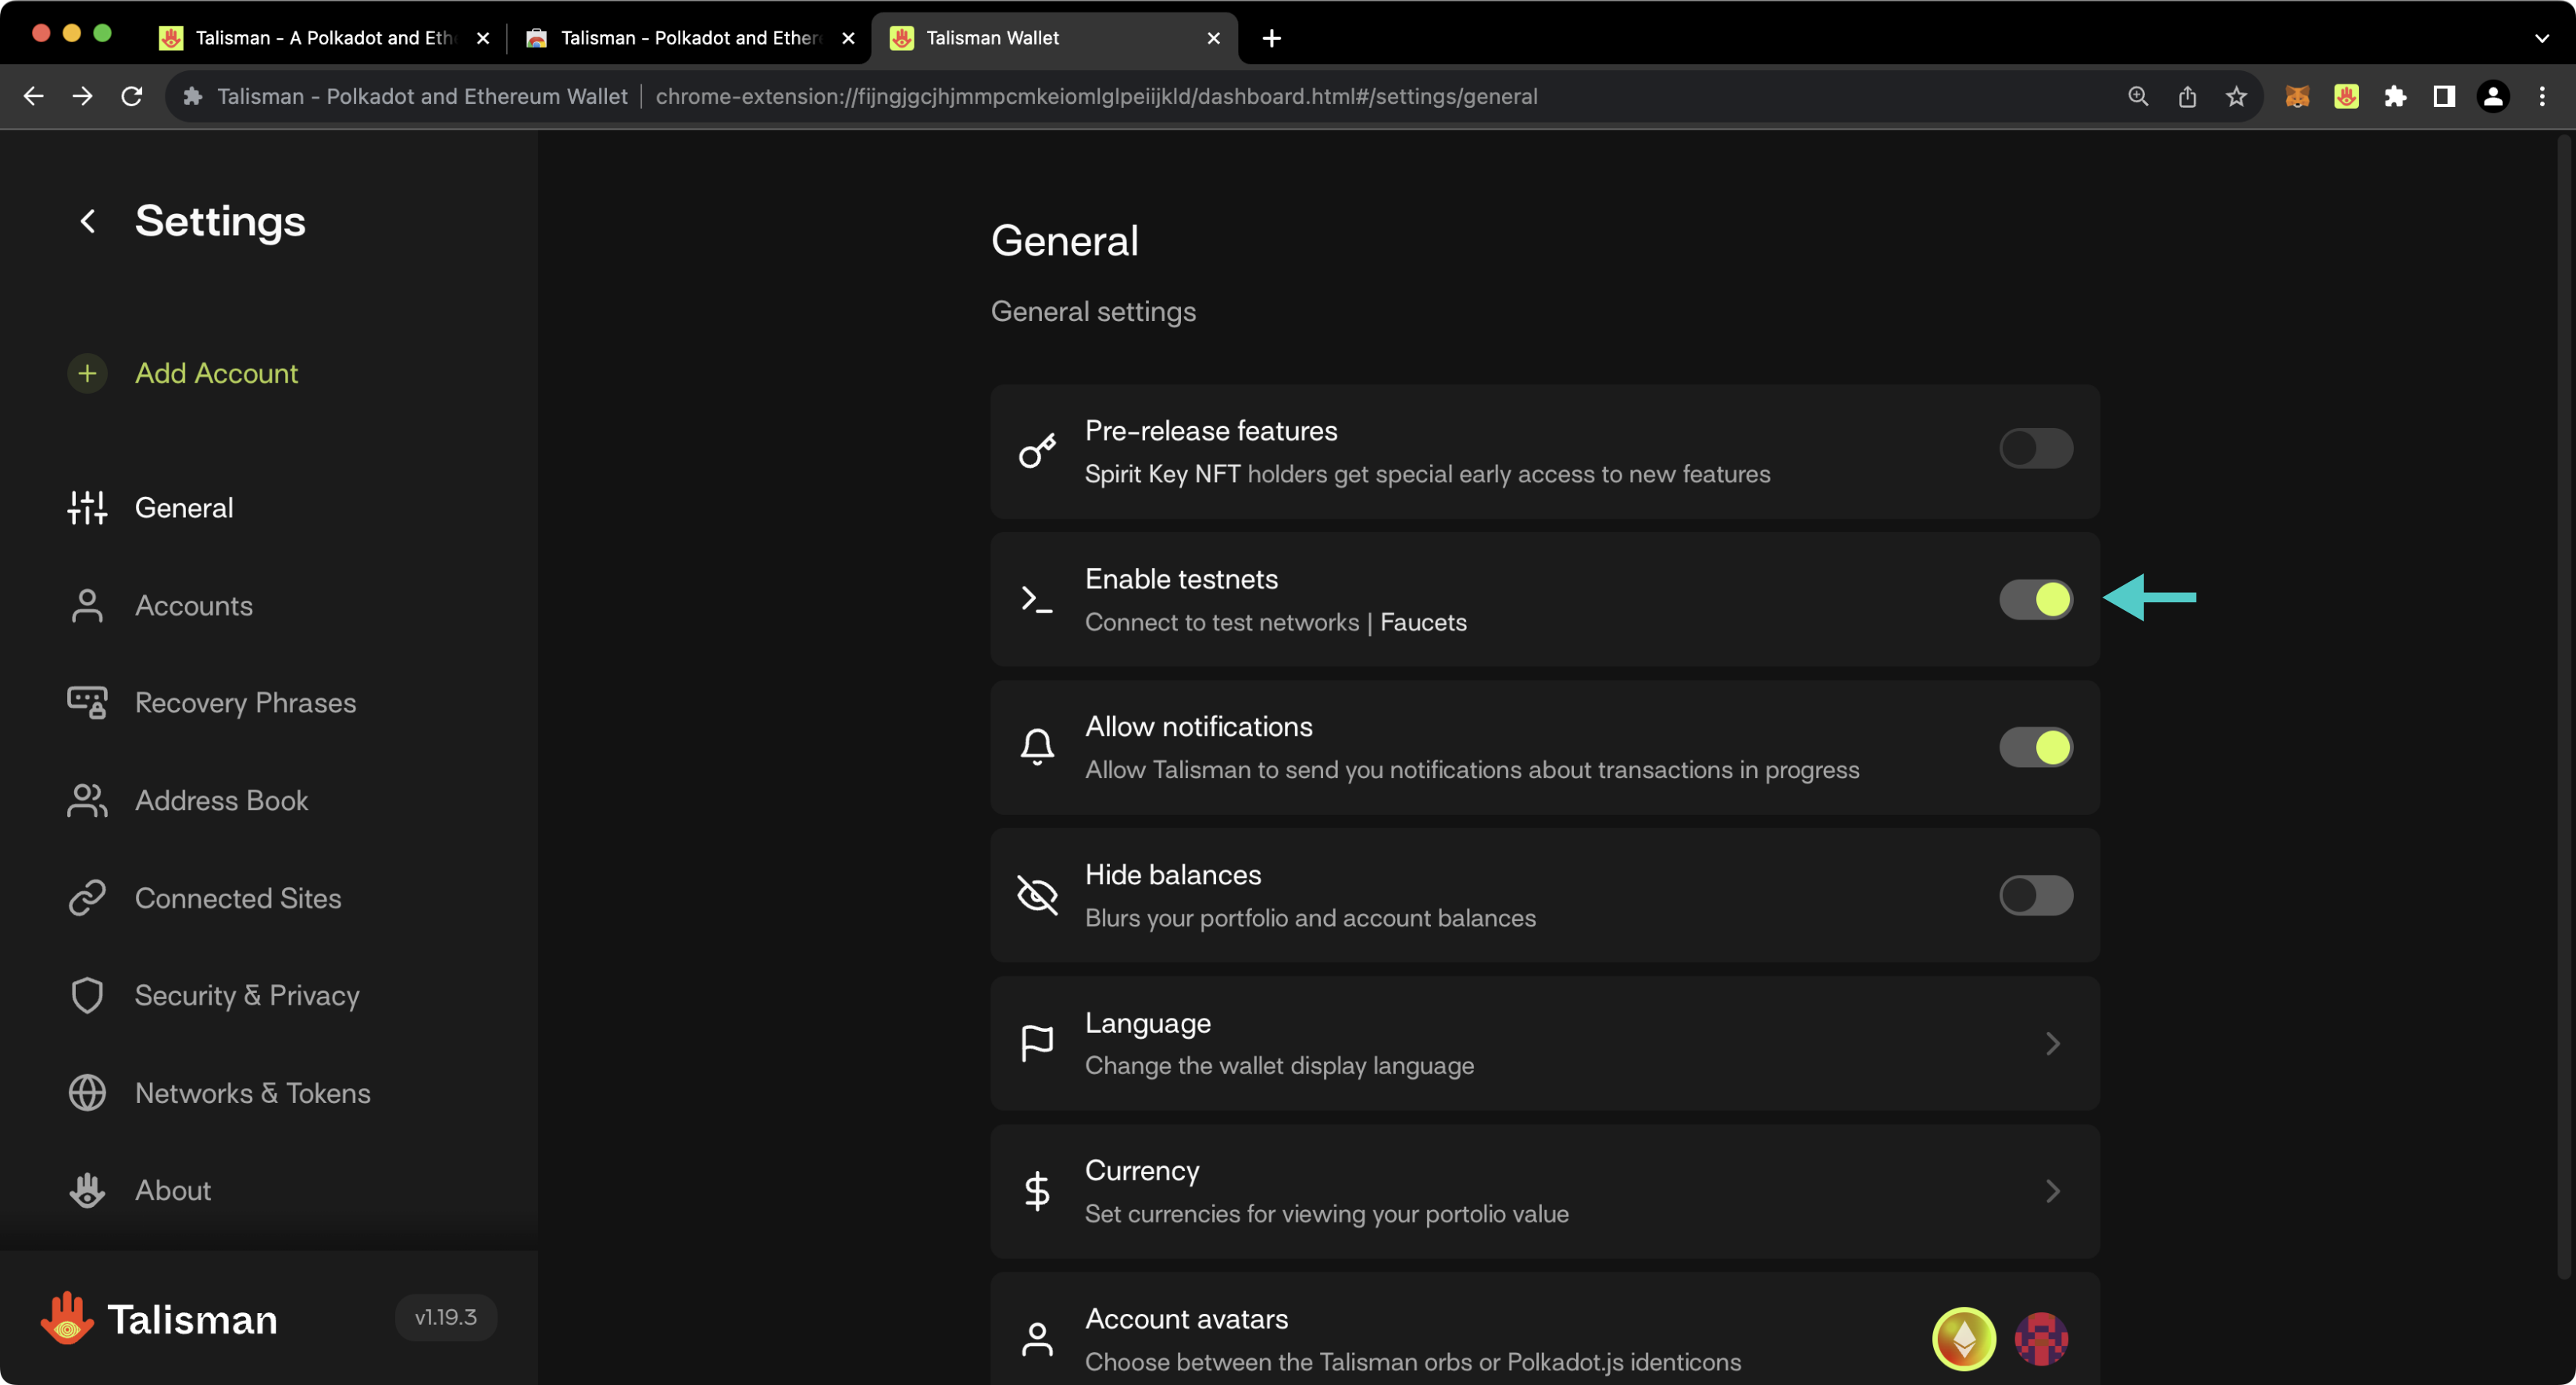 Talisman - A Polkadot and Eth
Talisman - Polkadot and Ether
Talisman Wallet
Talisman - Polkadot and Ethereum Wallet
chrome-extension://fijngjgcjhjmmpcmkeiomlglpeiijkld/dashboard.html#/settings/general
Settings
Add Account
General
Accounts
Recovery Phrases
Address Book
Connected Sites
Security & Privacy
Networks & Tokens
About
Talisman
v1.19.3
General
General settings
Pre-release features
Spirit Key NFT holders get special early access to new features
Enable testnets
Connect to test networks | Faucets
Allow notifications
Allow Talisman to send you notifications about transactions in progress
Hide balances
Blurs your portfolio and account balances
Language
Change the wallet display language
Currency
Set currencies for viewing your portolio value
Account avatars
Choose between the Talisman orbs or Polkadot.js identicons